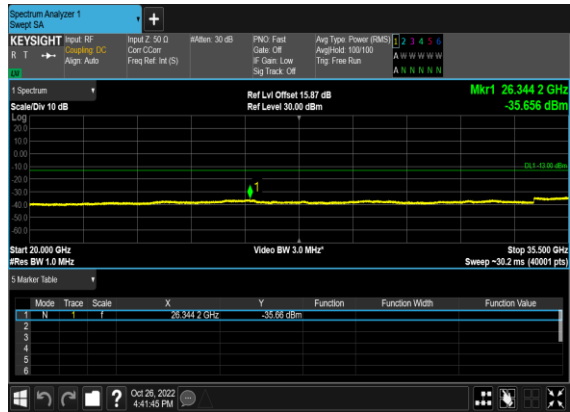 Spectrum Analyzer 1
Swept SA
+
KEYSIGHT Input: RF Input Z: 50 Ω #Atten: 30 dB PNO: Fast Avg Type: Power (RMS) 1 2 3 4 5 6
R T Coupling: DC Corr CCorr Gate: Off Avg|Hold: 100/100 A W W W W W
Align: Auto Freq Ref: Int (S) IF Gain: Low Trig: Free Run
Sig Track: Off A N N N N N
LXI
1 Spectrum Ref Lvl Offset 15.87 dB Mkr1 26.344 2 GHz
Scale/Div 10 dB Ref Level 30.00 dBm -35.656 dBm
Log
20.0
10.0
0.00
-10.0 DL1 -13.00 dBm
-20.0
-30.0 1
-40.0
-50.0
-60.0
Start 20.000 GHz Video BW 3.0 MHz* Stop 35.500 GHz
#Res BW 1.0 MHz Sweep ~30.2 ms (40001 pts)
5 Marker Table
Mode Trace Scale X Y Function Function Width Function Value
1 N 1 f 26.344 2 GHz -35.66 dBm
2
3
4
5
6
? Oct 26, 2022
4:41:45 PM